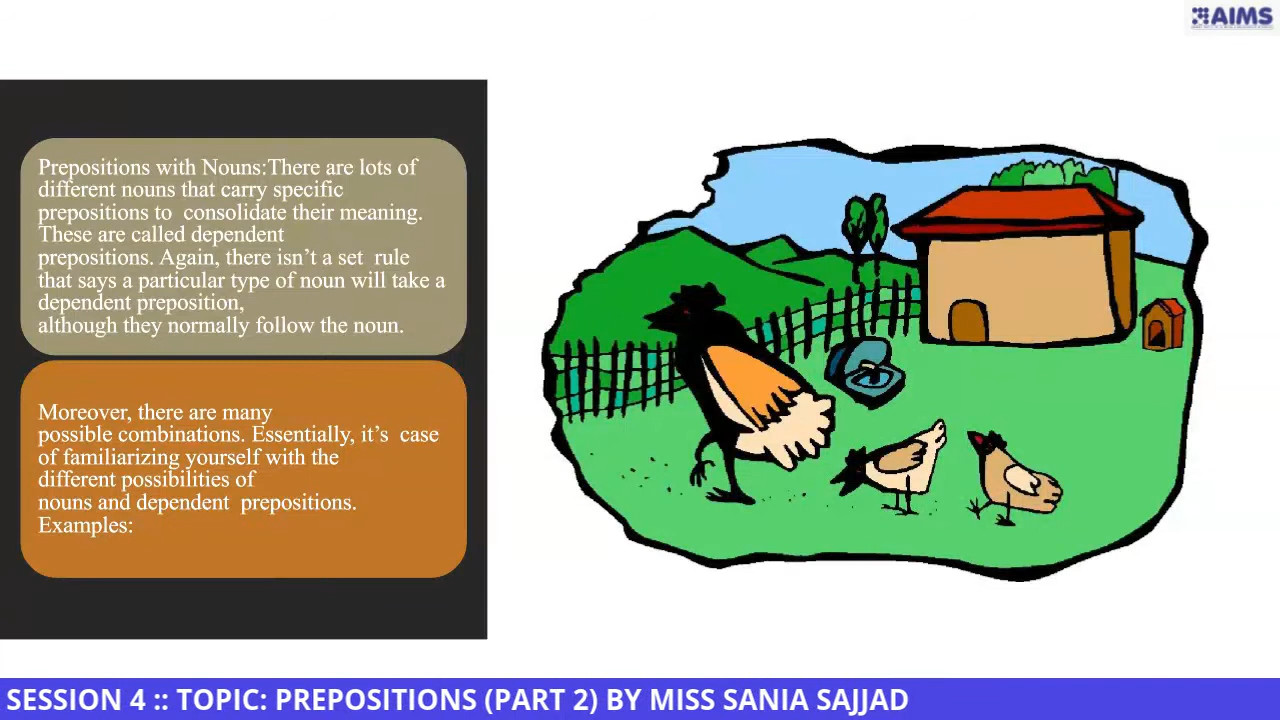 AIMS
Prepositions with Nouns:There are lots of
different nouns that carry specific
prepositions to consolidate their meaning.
These are called dependent
prepositions. Again, there isn’t a set rule
that says a particular type of noun will take a
dependent preposition,
although they normally follow the noun.
Moreover, there are many
possible combinations. Essentially, it’s case
of familiarizing yourself with the
different possibilities of
nouns and dependent prepositions.
Examples:
SESSION 4 :: TOPIC: PREPOSITIONS (PART 2) BY MISS SANIA SAJJAD